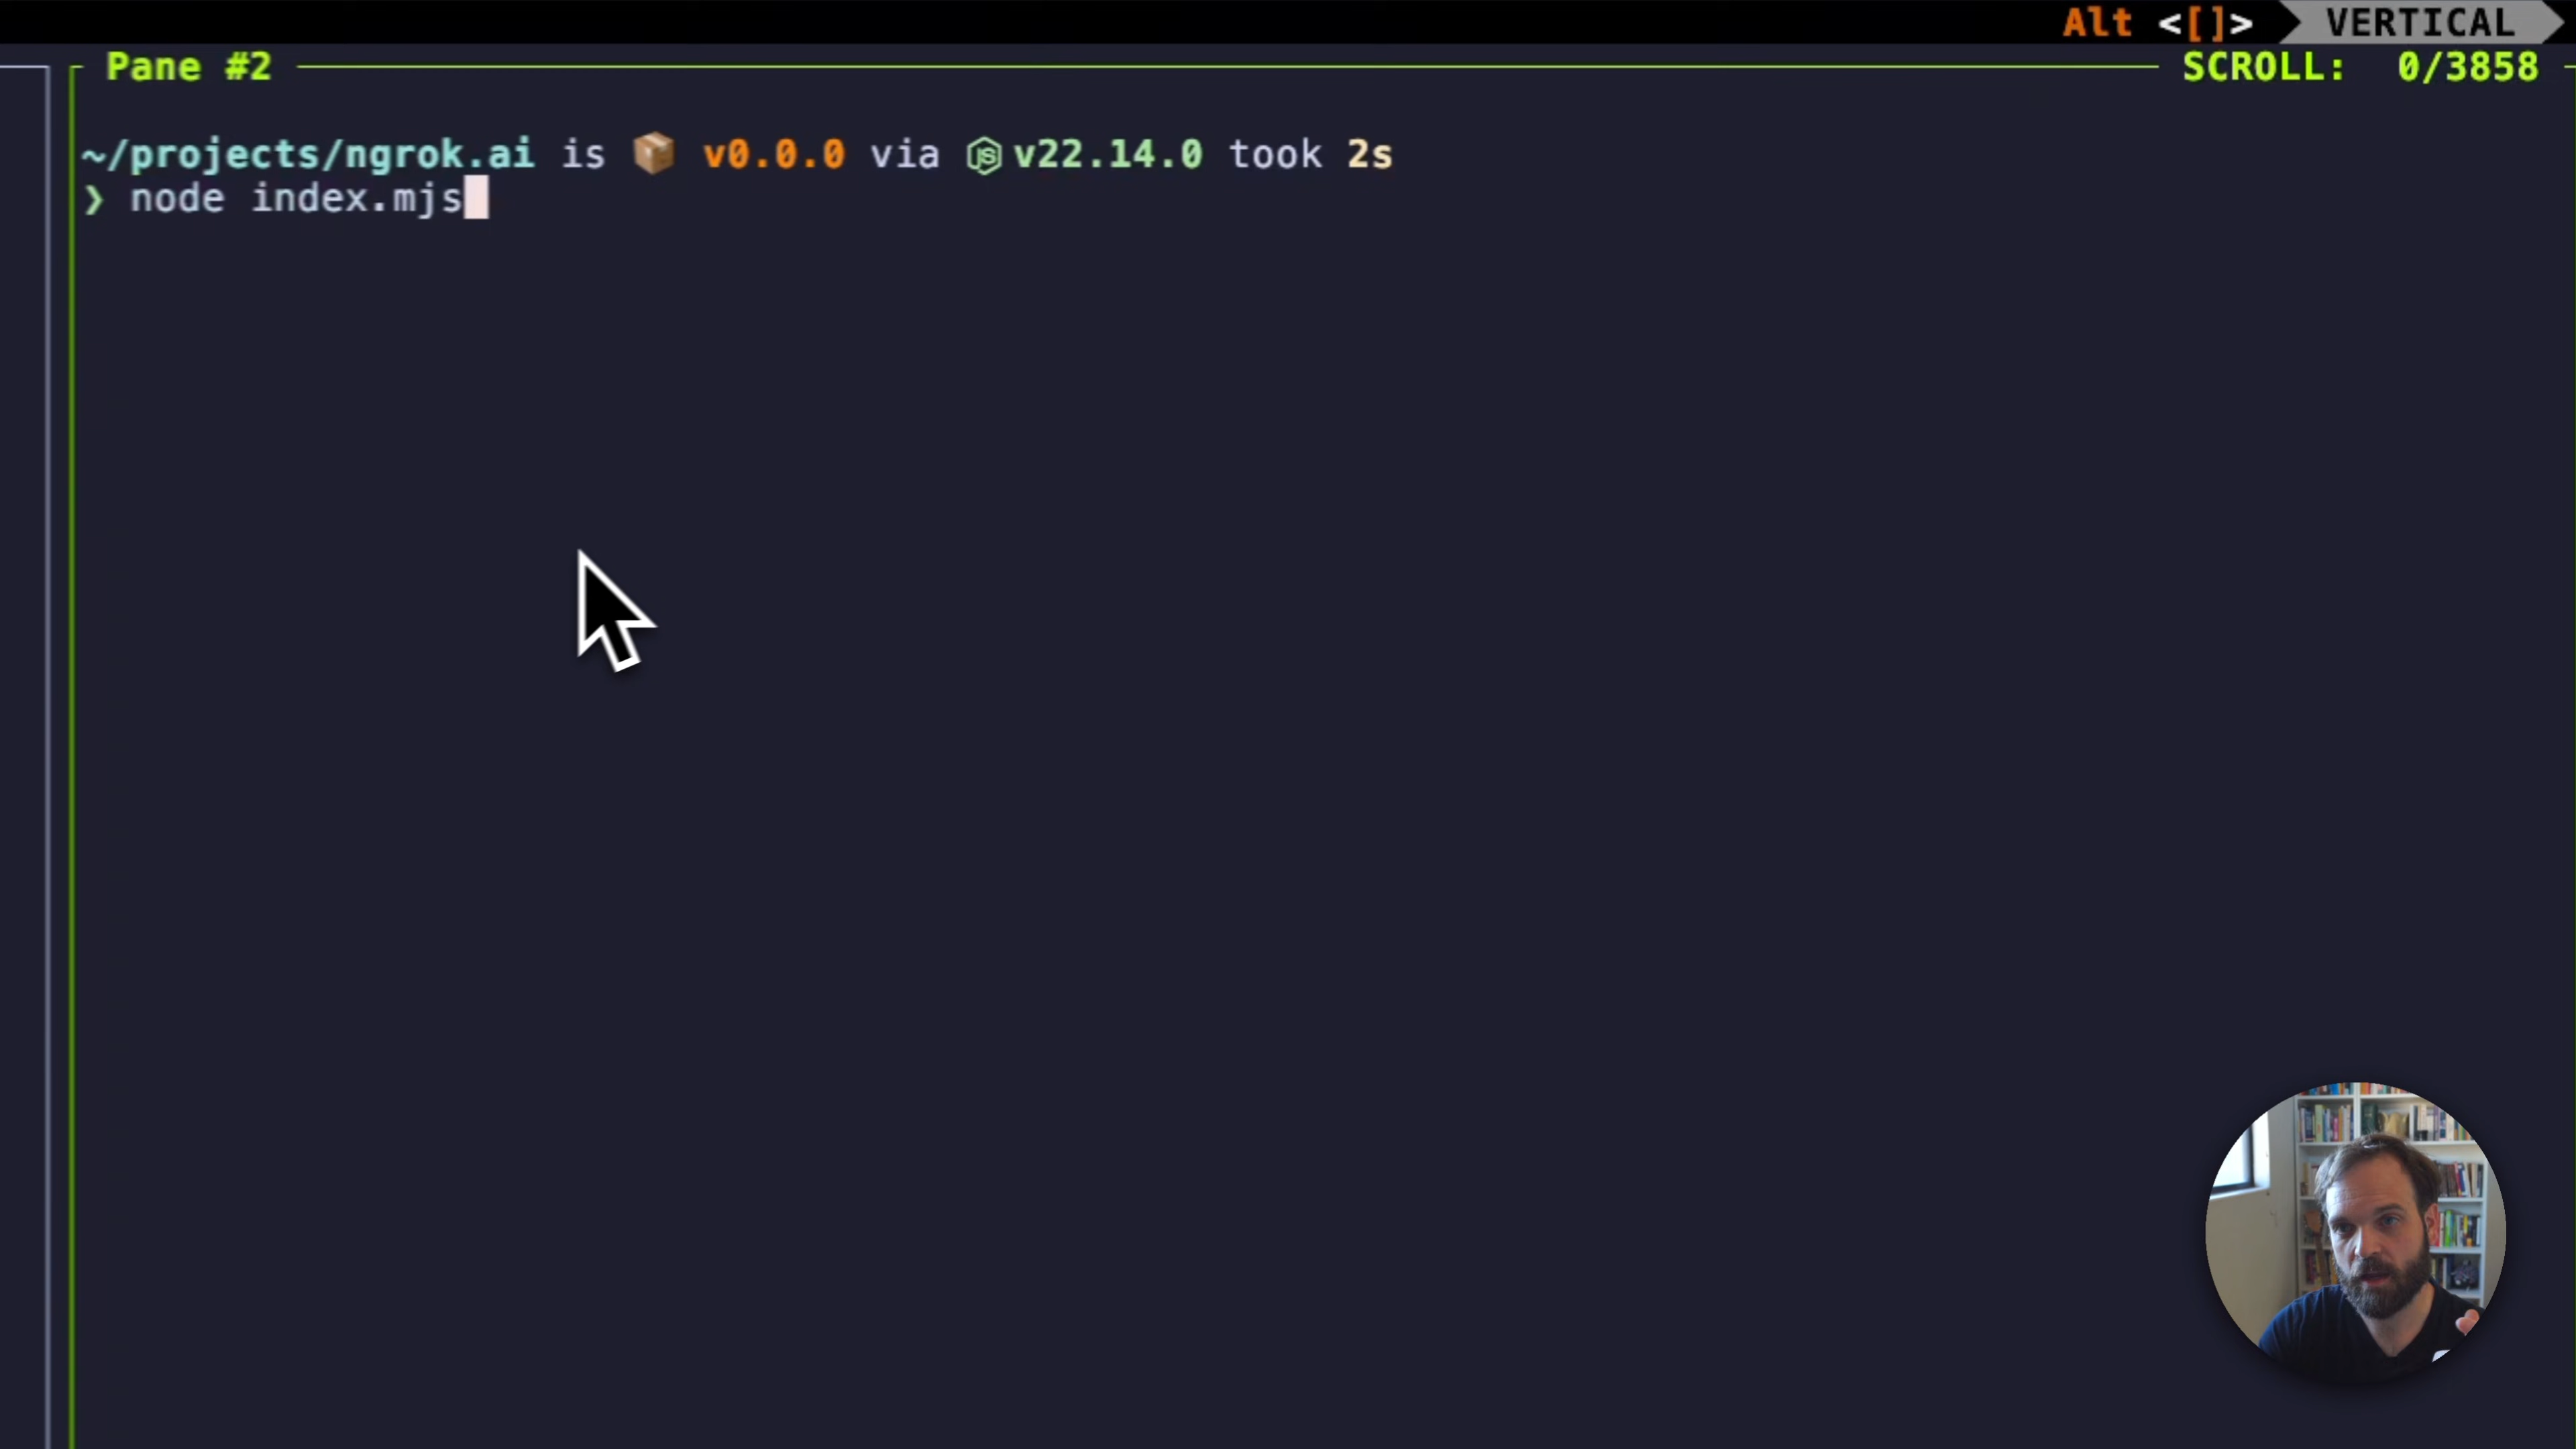 Alt <[]> VERTICAL
Pane #2 SCROLL: 0/3858
~/projects/ngrok.ai is 📦 v0.0.0 via v22.14.0 took 2s
❯ node index.mjs